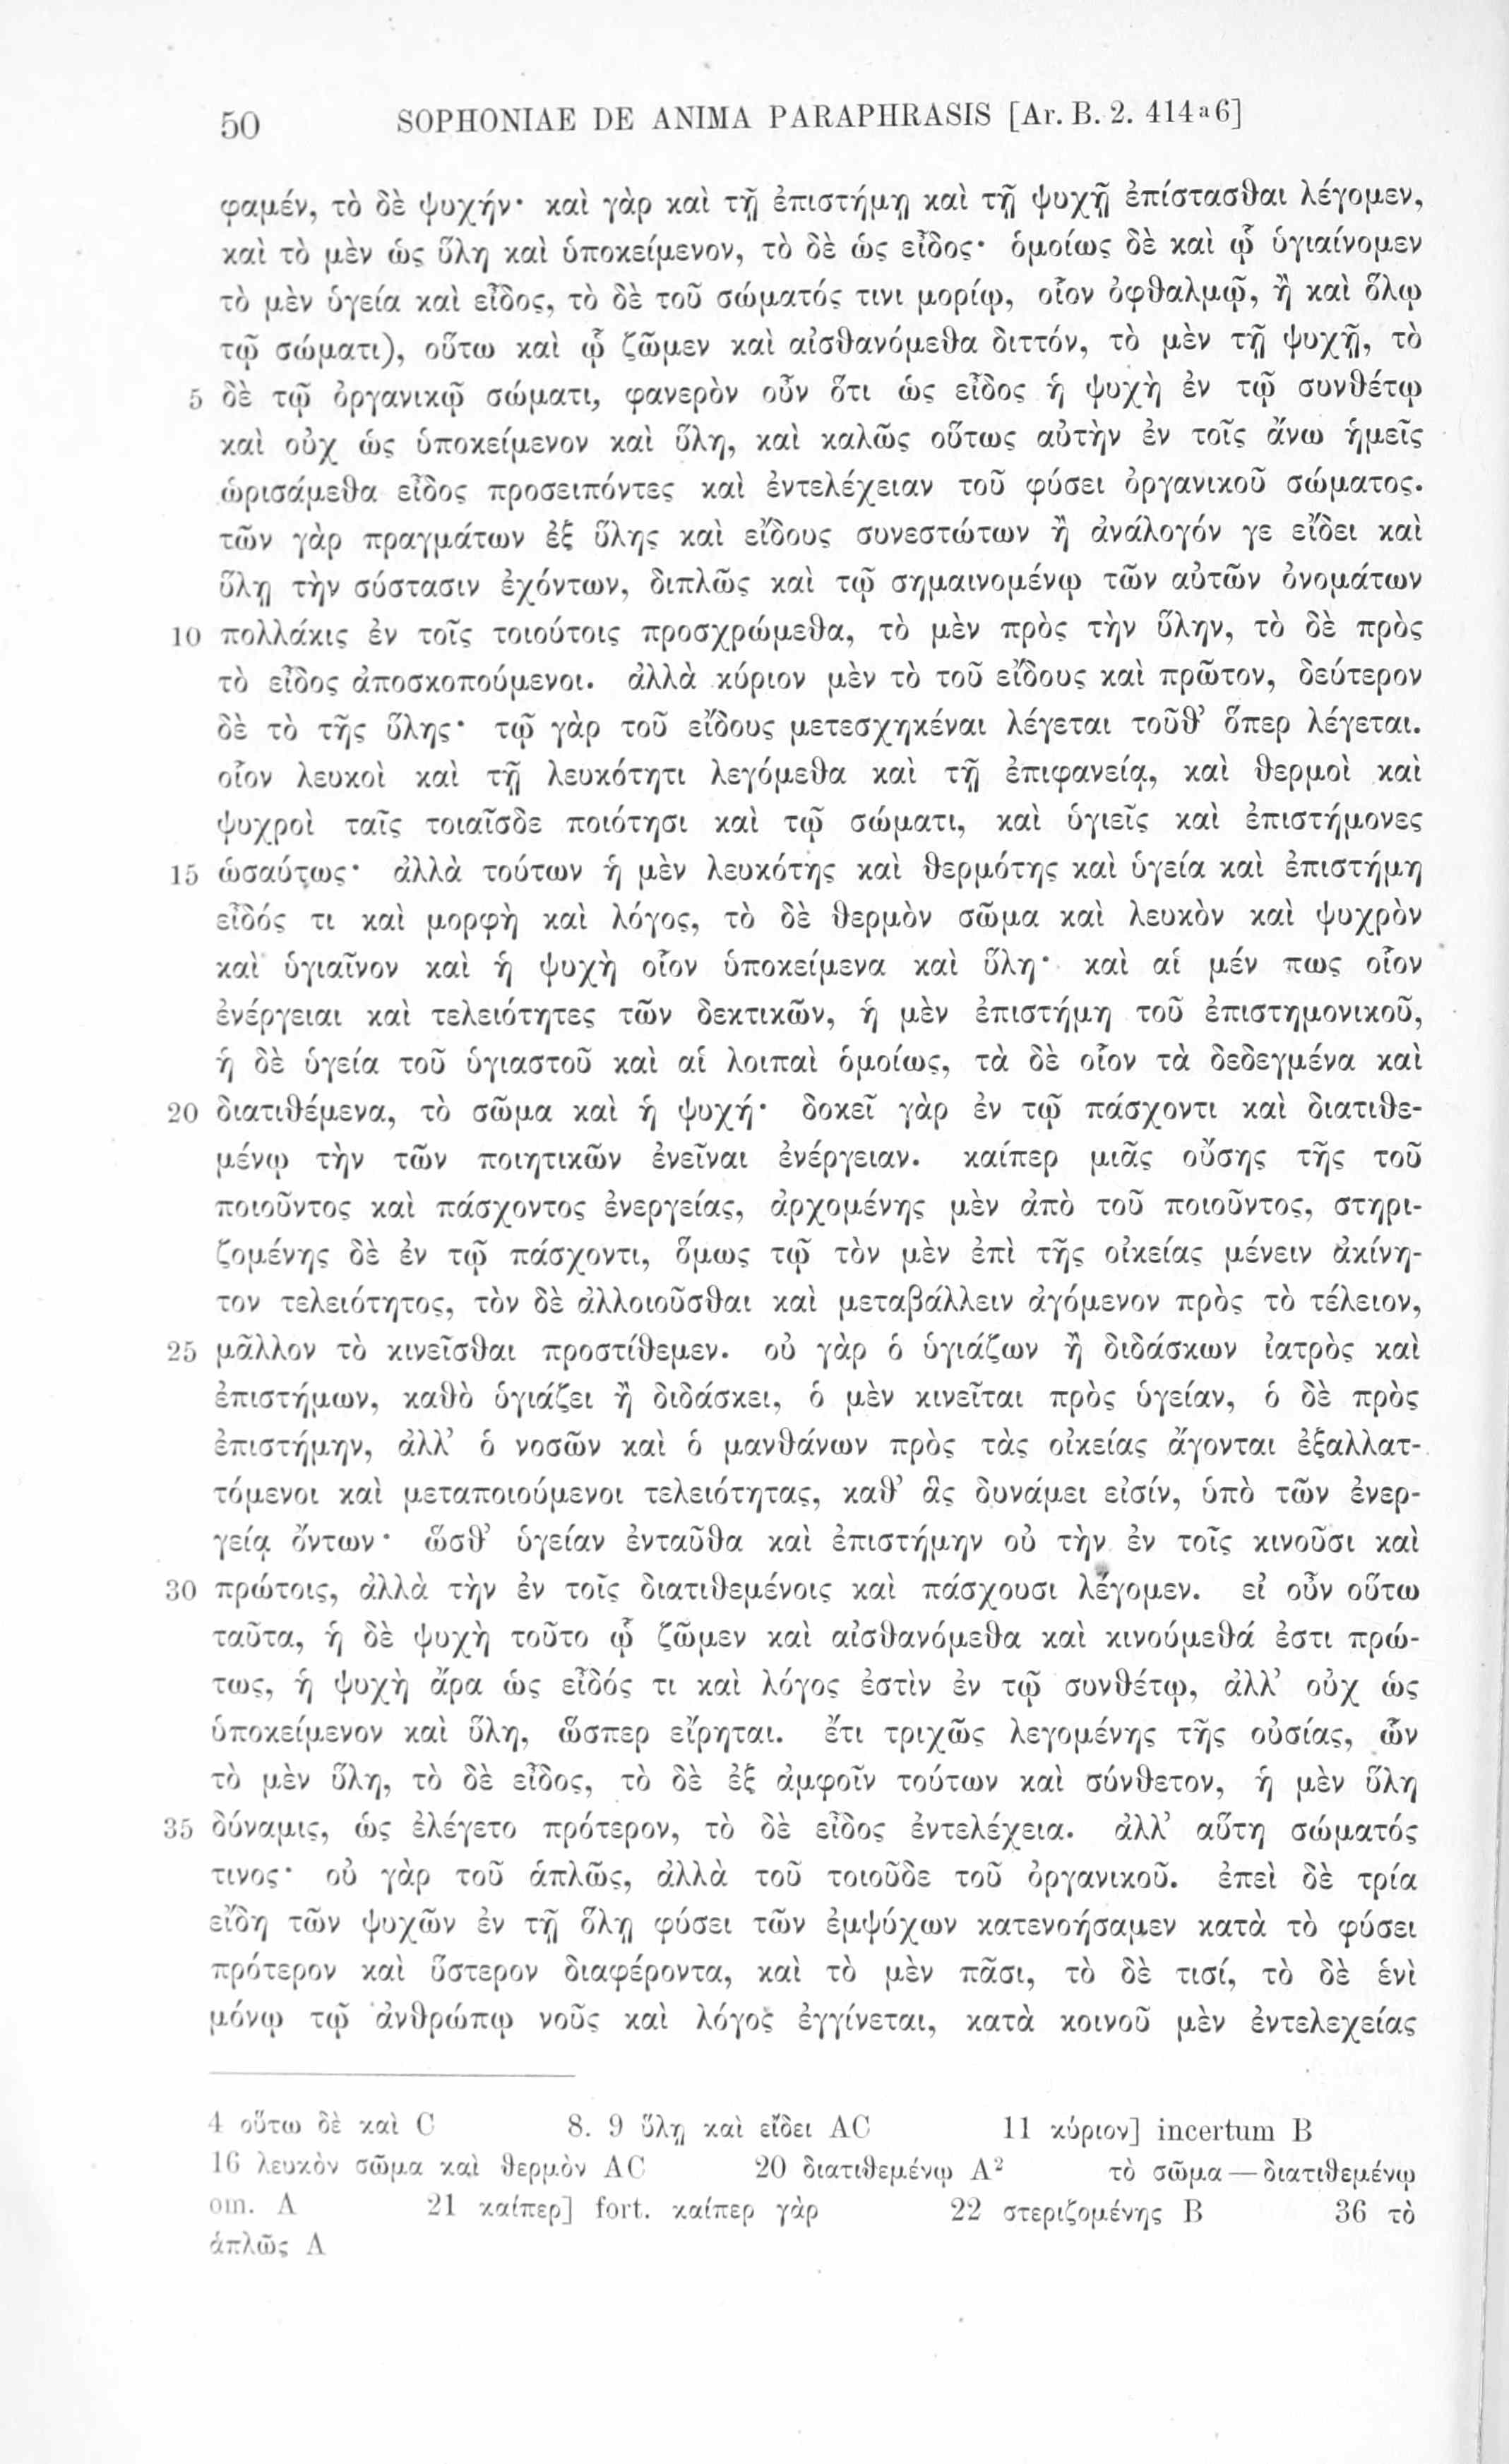 50 SOPHONIAE DE ANIMA PARAPHRASIS [Ar. B. 2. 414ᵃ6]
φαμέν, τὸ δὲ ψυχήν· καὶ γὰρ καὶ τῇ ἐπιστήμῃ καὶ τῇ ψυχῇ ἐπίστασθαι λέγομεν,
καὶ τὸ μὲν ὡς ὕλη καὶ ὑποκείμενον, τὸ δὲ ὡς εἶδος· ὁμοίως δὲ καὶ ᾧ ὑγιαίνομεν
τὸ μὲν ὑγεία καὶ εἶδος, τὸ δὲ τοῦ σώματός τινι μορίῳ, οἷον ὀφθαλμῷ, ἢ καὶ ὅλῳ
τῷ σώματι), οὕτω καὶ ᾧ ζῶμεν καὶ αἰσθανόμεθα διττόν, τὸ μὲν τῇ ψυχῇ, τὸ
5 δὲ τῷ ὀργανικῷ σώματι, φανερὸν οὖν ὅτι ὡς εἶδος ἡ ψυχὴ ἐν τῷ συνθέτῳ
καὶ οὐχ ὡς ὑποκείμενον καὶ ὕλη, καὶ καλῶς οὕτως αὐτὴν ἐν τοῖς ἄνω ἡμεῖς
ὡρισάμεθα εἶδος προσειπόντες καὶ ἐντελέχειαν τοῦ φύσει ὀργανικοῦ σώματος.
τῶν γὰρ πραγμάτων ἐξ ὕλης καὶ εἴδους συνεστώτων ἢ ἀνάλογόν γε εἴδει καὶ
ὕλῃ τὴν σύστασιν ἐχόντων, διπλῶς καὶ τῷ σημαινομένῳ τῶν αὐτῶν ὀνομάτων
10 πολλάκις ἐν τοῖς τοιούτοις προσχρώμεθα, τὸ μὲν πρὸς τὴν ὕλην, τὸ δὲ πρὸς
τὸ εἶδος ἀποσκοπούμενοι. ἀλλὰ κύριον μὲν τὸ τοῦ εἴδους καὶ πρῶτον, δεύτερον
δὲ τὸ τῆς ὕλης· τῷ γὰρ τοῦ εἴδους μετεσχηκέναι λέγεται τοῦθ’ ὅπερ λέγεται.
οἷον λευκοὶ καὶ τῇ λευκότητι λεγόμεθα καὶ τῇ ἐπιφανείᾳ, καὶ θερμοὶ καὶ
ψυχροὶ ταῖς τοιαῖσδε ποιότησι καὶ τῷ σώματι, καὶ ὑγιεῖς καὶ ἐπιστήμονες
15 ὡσαύτως· ἀλλὰ τούτων ἡ μὲν λευκότης καὶ θερμότης καὶ ὑγεία καὶ ἐπιστήμη
εἶδός τι καὶ μορφὴ καὶ λόγος, τὸ δὲ θερμὸν σῶμα καὶ λευκὸν καὶ ψυχρὸν
καὶ ὑγιαῖνον καὶ ἡ ψυχὴ οἷον ὑποκείμενα καὶ ὕλη· καὶ αἱ μέν πως οἷον
ἐνέργειαι καὶ τελειότητες τῶν δεκτικῶν, ἡ μὲν ἐπιστήμη τοῦ ἐπιστημονικοῦ,
ἡ δὲ ὑγεία τοῦ ὑγιαστοῦ καὶ αἱ λοιπαὶ ὁμοίως, τὰ δὲ οἷον τὰ δεδεγμένα καὶ
20 διατιθέμενα, τὸ σῶμα καὶ ἡ ψυχή· δοκεῖ γὰρ ἐν τῷ πάσχοντι καὶ διατιθε-
μένῳ τὴν τῶν ποιητικῶν ἐνεῖναι ἐνέργειαν. καίπερ μιᾶς οὔσης τῆς τοῦ
ποιοῦντος καὶ πάσχοντος ἐνεργείας, ἀρχομένης μὲν ἀπὸ τοῦ ποιοῦντος, στηρι-
ζομένης δὲ ἐν τῷ πάσχοντι, ὅμως τῷ τὸν μὲν ἐπὶ τῆς οἰκείας μένειν ἀκίνη-
τον τελειότητος, τὸν δὲ ἀλλοιοῦσθαι καὶ μεταβάλλειν ἀγόμενον πρὸς τὸ τέλειον,
25 μᾶλλον τὸ κινεῖσθαι προστίθεμεν. οὐ γὰρ ὁ ὑγιάζων ἢ διδάσκων ἰατρὸς καὶ
ἐπιστήμων, καθὸ ὑγιάζει ἢ διδάσκει, ὁ μὲν κινεῖται πρὸς ὑγείαν, ὁ δὲ πρὸς
ἐπιστήμην, ἀλλ’ ὁ νοσῶν καὶ ὁ μανθάνων πρὸς τὰς οἰκείας ἄγονται ἐξαλλατ-
τόμενοι καὶ μεταποιούμενοι τελειότητας, καθ’ ἃς δυνάμει εἰσίν, ὑπὸ τῶν ἐνερ-
γείᾳ ὄντων· ὥσθ’ ὑγείαν ἐνταῦθα καὶ ἐπιστήμην οὐ τὴν ἐν τοῖς κινοῦσι καὶ
30 πρώτοις, ἀλλὰ τὴν ἐν τοῖς διατιθεμένοις καὶ πάσχουσι λέγομεν. εἰ οὖν οὕτω
ταῦτα, ἡ δὲ ψυχὴ τοῦτο ᾧ ζῶμεν καὶ αἰσθανόμεθα καὶ κινούμεθά ἐστι πρώ-
τως, ἡ ψυχὴ ἄρα ὡς εἶδός τι καὶ λόγος ἐστὶν ἐν τῷ συνθέτῳ, ἀλλ’ οὐχ ὡς
ὑποκείμενον καὶ ὕλη, ὥσπερ εἴρηται. ἔτι τριχῶς λεγομένης τῆς οὐσίας, ὧν
τὸ μὲν ὕλη, τὸ δὲ εἶδος, τὸ δὲ ἐξ ἀμφοῖν τούτων καὶ σύνθετον, ἡ μὲν ὕλη
35 δύναμις, ὡς ἐλέγετο πρότερον, τὸ δὲ εἶδος ἐντελέχεια. ἀλλ’ αὕτη σώματός
τινος· οὐ γὰρ τοῦ ἁπλῶς, ἀλλὰ τοῦ τοιοῦδε τοῦ ὀργανικοῦ. ἐπεὶ δὲ τρία
εἴδη τῶν ψυχῶν ἐν τῇ ὅλῃ φύσει τῶν ἐμψύχων κατενοήσαμεν κατὰ τὸ φύσει
πρότερον καὶ ὕστερον διαφέροντα, καὶ τὸ μὲν πᾶσι, τὸ δὲ τισί, τὸ δὲ ἑνὶ
μόνῳ τῷ ἀνθρώπῳ νοῦς καὶ λόγος ἐγγίνεται, κατὰ κοινοῦ μὲν ἐντελεχείας
4 οὕτω δὲ καὶ C 8. 9 ὕλῃ καὶ εἴδει AC 11 κύριον] incertum B
16 λευκὸν σῶμα καὶ θερμὸν AC 20 διατιθεμένῳ A² τὸ σῶμα — διατιθεμένῳ
om. A 21 καίπερ] fort. καίπερ γὰρ 22 στεριζομένης B 36 τὸ
ἁπλῶς A